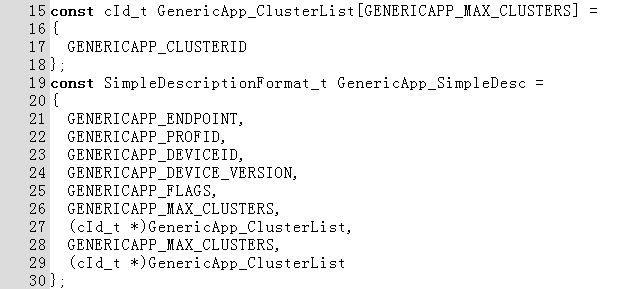 15 const cId_t GenericApp_ClusterList[GENERICAPP_MAX_CLUSTERS] =
16 {
17   GENERICAPP_CLUSTERID
18 };
19 const SimpleDescriptionFormat_t GenericApp_SimpleDesc =
20 {
21   GENERICAPP_ENDPOINT,
22   GENERICAPP_PROFID,
23   GENERICAPP_DEVICEID,
24   GENERICAPP_DEVICE_VERSION,
25   GENERICAPP_FLAGS,
26   GENERICAPP_MAX_CLUSTERS,
27   (cId_t *)GenericApp_ClusterList,
28   GENERICAPP_MAX_CLUSTERS,
29   (cId_t *)GenericApp_ClusterList
30 };